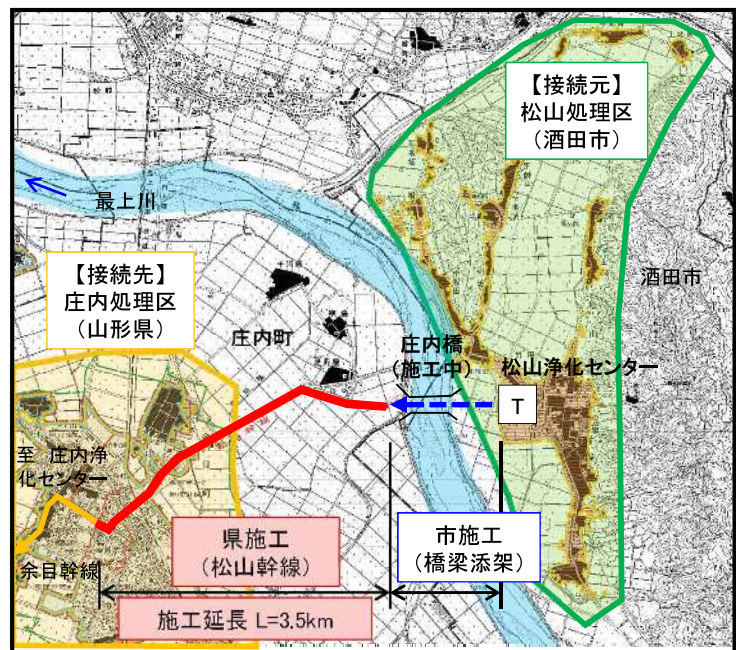 【接続元】
松山処理区
(酒田市)
最上川
【接続先】
庄内処理区
(山形県)
酒田市
庄内町
庄内橋
(施工中)
松山浄化センター
T
至 庄内浄
化センター
余目幹線
県施工
(松山幹線)
市施工
(橋梁添架)
施工延長 L=3.5km